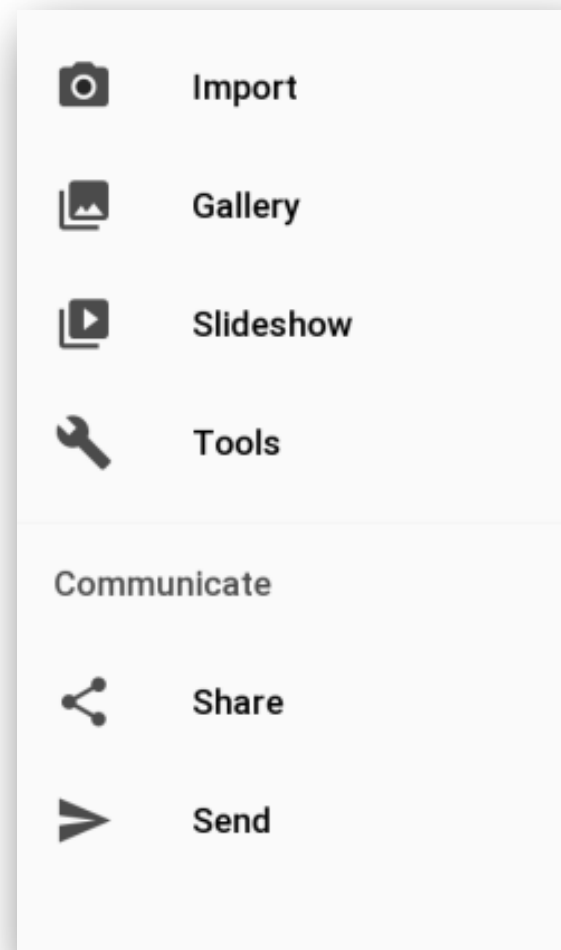 Import
Gallery
Slideshow
Tools
Communicate
Share
Send